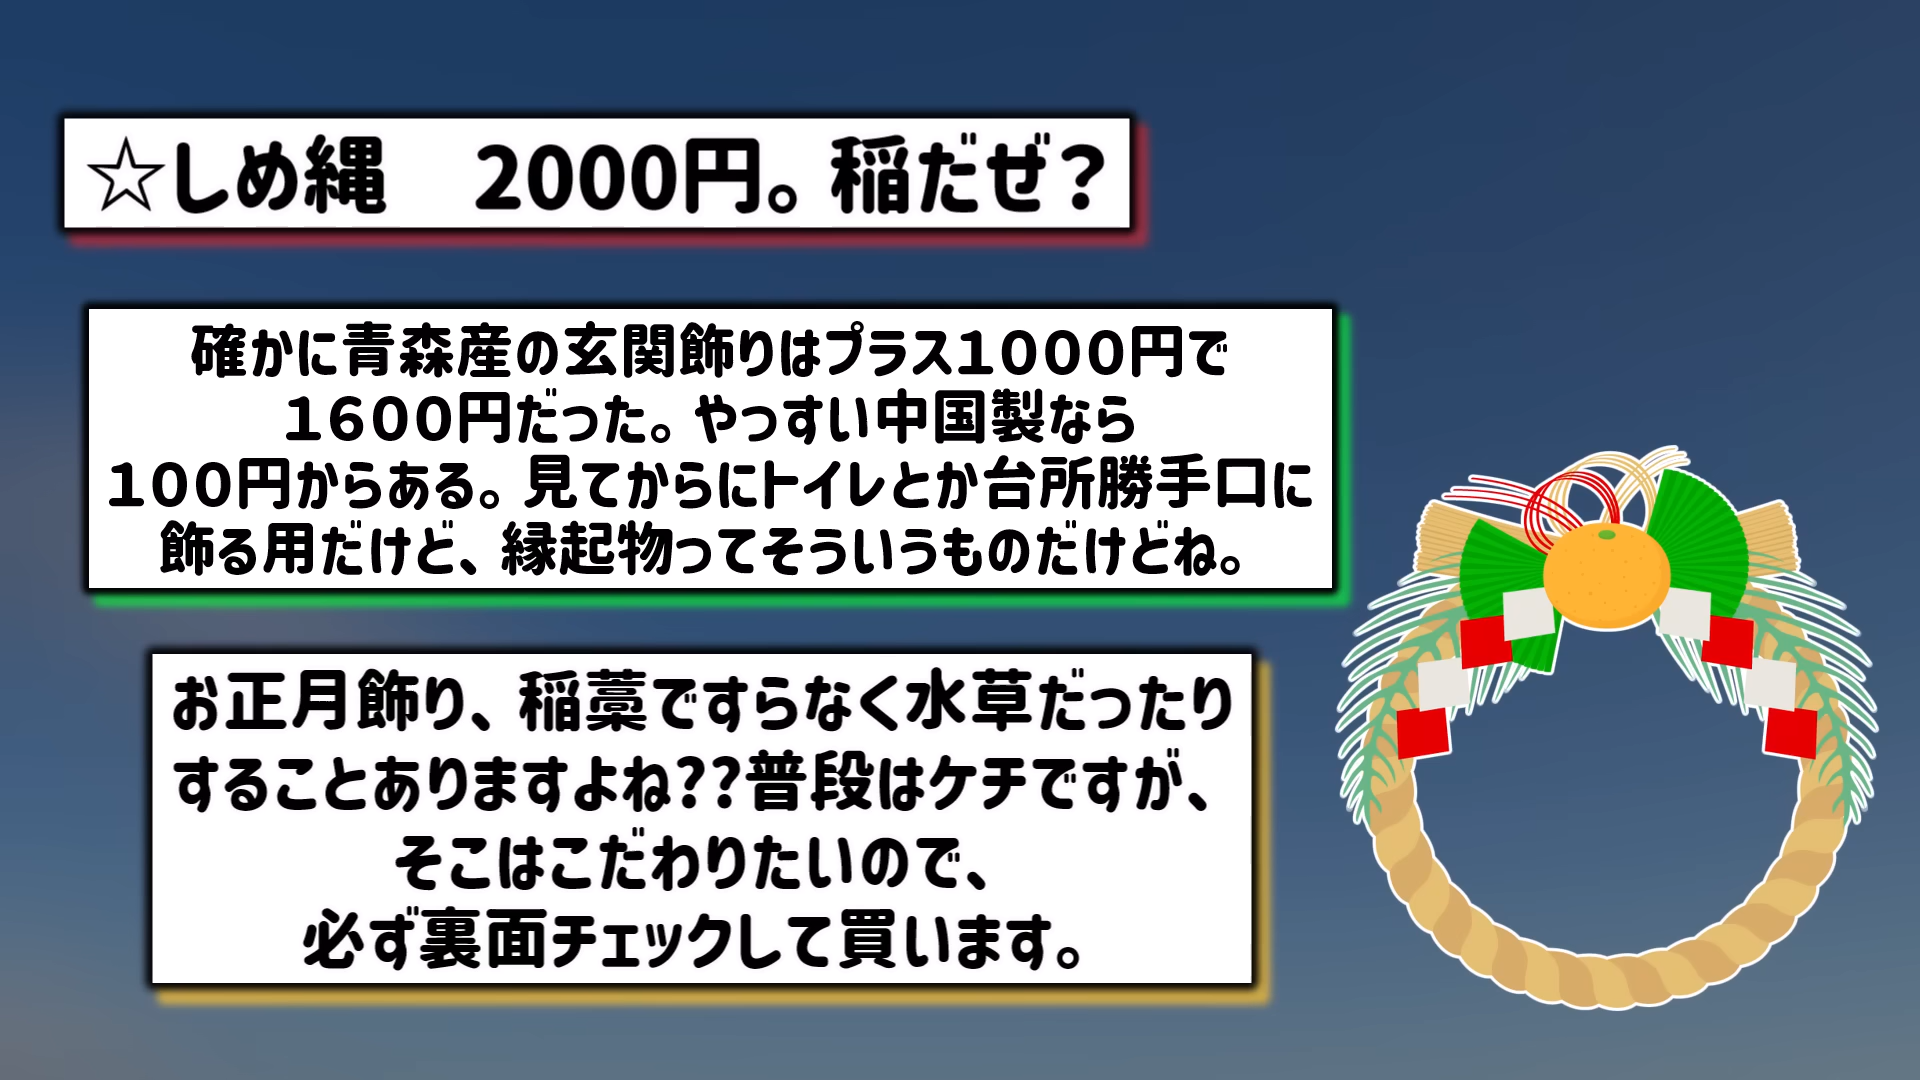 ☆しめ縄　2000円。稲だぜ？
確かに青森産の玄関飾りはプラス１０００円で
１６００円だった。やっすい中国製なら
１００円からある。見てからにトイレとか台所勝手口に
飾る用だけど、縁起物ってそういうものだけどね。
お正月飾り、稲藁ですらなく水草だったり
することありますよね??普段はケチですが、
そこはこだわりたいので、
必ず裏面チェックして買います。